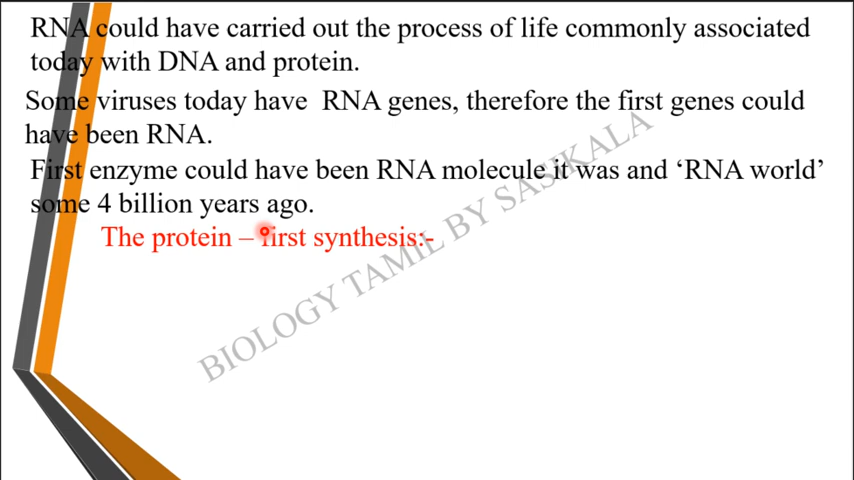 RNA could have carried out the process of life commonly associated
today with DNA and protein.
Some viruses today have RNA genes, therefore the first genes could
have been RNA.
First enzyme could have been RNA molecule it was and ‘RNA world’
some 4 billion years ago.
The protein – first synthesis:-
BIOLOGY TAMIL BY SASIKALA